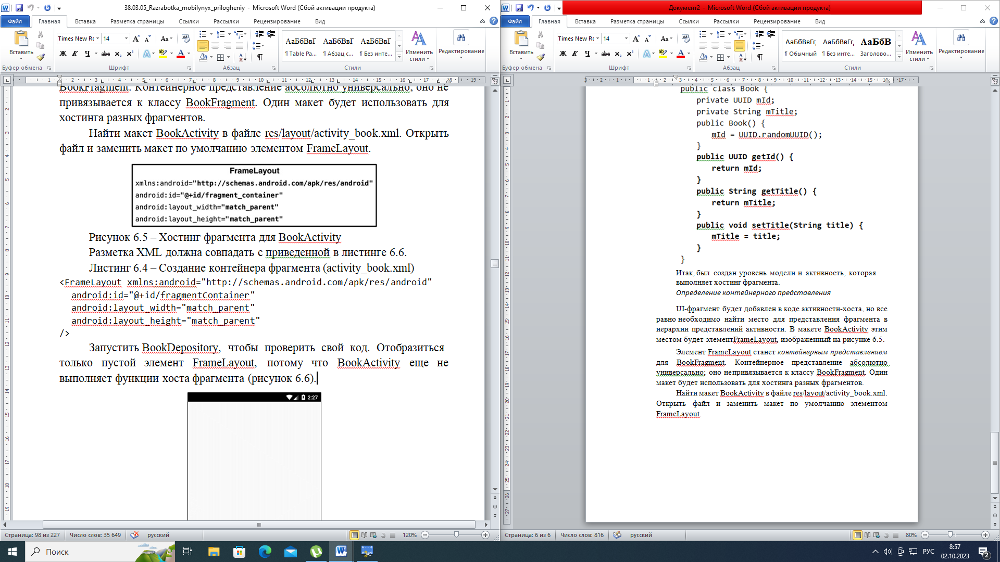 38.03.05_Razrabotka_mobilynyx_prilogheniy - Microsoft Word (Сбой активации продукта)
Файл Главная Вставка Разметка страницы Ссылки Рассылки Рецензирование Вид
Вставить
Times New Ro 14
Ж К Ч abc x₂ x²
АаБбВвГ АаБбВвГ АаБбВвГ
¶ Table Pa... ¶ Абзац с... ¶ Без инте...
Изменить стили
Редактирование
Буфер обмена Шрифт Абзац Стили
BookFragment. Контейнерное представление абсолютно универсально; оно не
привязывается к классу BookFragment. Один макет будет использовать для
хостинга разных фрагментов.
Найти макет BookActivity в файле res/layout/activity_book.xml. Открыть
файл и заменить макет по умолчанию элементом FrameLayout.
FrameLayout
xmlns:android="http://schemas.android.com/apk/res/android"
android:id="@+id/fragment_container"
android:layout_width="match_parent"
android:layout_height="match_parent"
Рисунок 6.5 – Хостинг фрагмента для BookActivity
Разметка XML должна совпадать с приведенной в листинге 6.6.
Листинг 6.4 – Создание контейнера фрагмента (activity_book.xml)
<FrameLayout xmlns:android="http://schemas.android.com/apk/res/android"
android:id="@+id/fragmentContainer"
android:layout_width="match_parent"
android:layout_height="match_parent"
/>
Запустить BookDepository, чтобы проверить свой код. Отобразиться
только пустой элемент FrameLayout, потому что BookActivity еще не
выполняет функции хоста фрагмента (рисунок 6.6).
2:27
Страница: 98 из 227 Число слов: 35 649 русский 120%
Документ2 - Microsoft Word (Сбой активации продукта)
Файл Главная Вставка Разметка страницы Ссылки Рассылки Рецензирование Вид
Вставить
Times New Ro 14
Ж К Ч abc x₂ x²
АаБбВвГг, АаБбВвГг, АаБбВ
¶ Обычный ¶ Без инте... Заголово...
Изменить стили
Редактирование
Буфер обмена Шрифт Абзац Стили
public class Book {
private UUID mId;
private String mTitle;
public Book() {
mId = UUID.randomUUID();
}
public UUID getId() {
return mId;
}
public String getTitle() {
return mTitle;
}
public void setTitle(String title) {
mTitle = title;
}
}
Итак, был создан уровень модели и активность, которая
выполняет хостинг фрагмента.
Определение контейнерного представления
UI-фрагмент будет добавлен в коде активности-хоста, но все
равно необходимо найти место для представления фрагмента в
иерархии представлений активности. В макете BookActivity этим
местом будет элементFrameLayout, изображенный на рисунке 6.5.
Элемент FrameLayout станет контейнерным представлением
для BookFragment. Контейнерное представление абсолютно
универсально; оно непривязывается к классу BookFragment. Один
макет будет использовать для хостинга разных фрагментов.
Найти макет BookActivity в файле res/layout/activity_book.xml.
Открыть файл и заменить макет по умолчанию элементом
FrameLayout.
Страница: 6 из 6 Число слов: 816 русский 80%
Поиск
РУС
8:57
02.10.2023
2